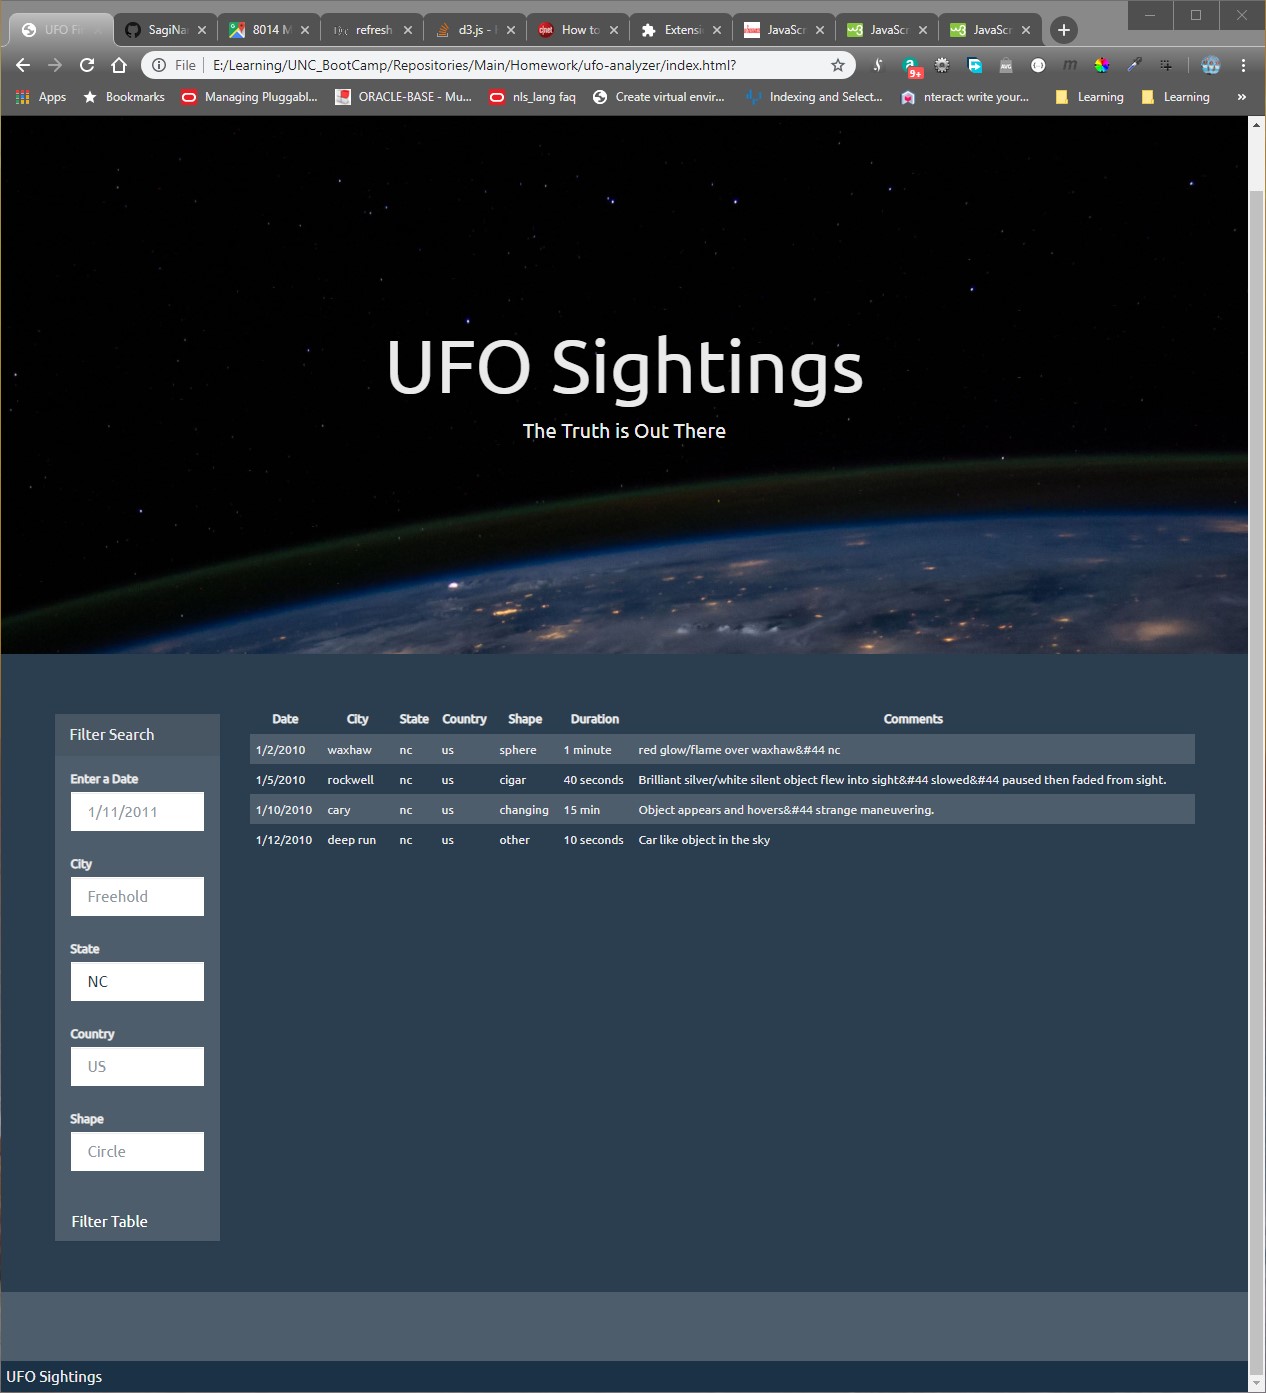 UFO Fi
SagiNa
8014 M
refresh
d3.js -
How to
Extensi
JavaScr
JavaScr
JavaScr
File
E:/Learning/UNC_BootCamp/Repositories/Main/Homework/ufo-analyzer/index.html?
9+
Apps
Bookmarks
Managing Pluggabl...
ORACLE-BASE - Mu...
nls_lang faq
Create virtual envir...
Indexing and Select...
nteract: write your...
Learning
Learning
»
UFO Sightings
The Truth is Out There
Filter Search
Enter a Date
1/11/2011
City
Freehold
State
NC
Country
US
Shape
Circle
Filter Table
Date City State Country Shape Duration Comments
1/2/2010 waxhaw nc us sphere 1 minute red glow/flame over waxhaw&#44 nc
1/5/2010 rockwell nc us cigar 40 seconds Brilliant silver/white silent object flew into sight&#44 slowed&#44 paused then faded from sight.
1/10/2010 cary nc us changing 15 min Object appears and hovers&#44 strange maneuvering.
1/12/2010 deep run nc us other 10 seconds Car like object in the sky
UFO Sightings